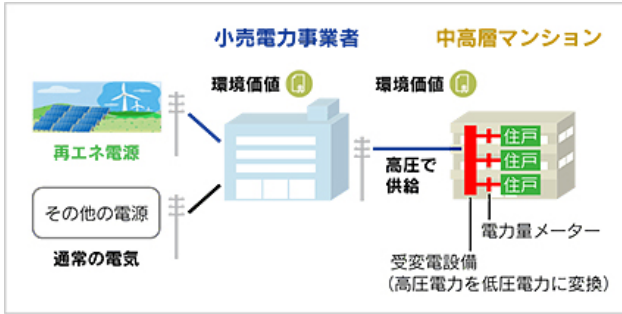 小売電力事業者
中高層マンション
環境価値
環境価値
再エネ電源
その他の電源
通常の電気
高圧で
供給
住戸
住戸
住戸
電力量メーター
受変電設備
（高圧電力を低圧電力に変換）